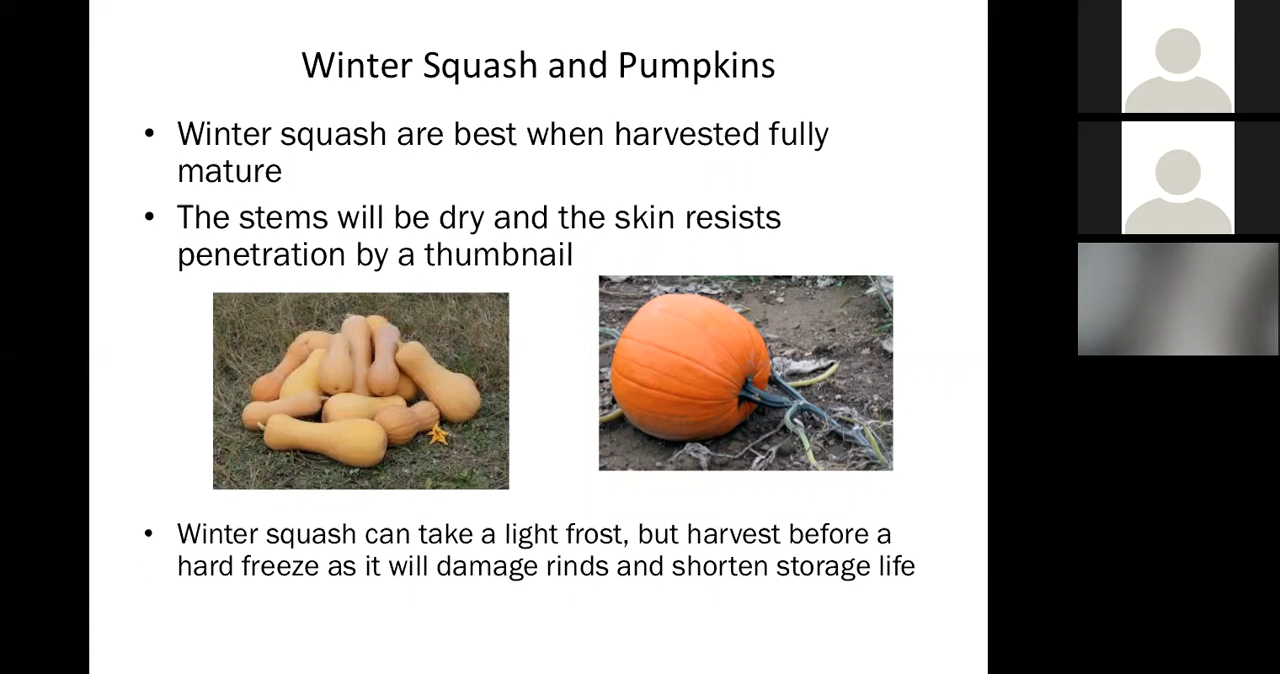 Winter Squash and Pumpkins
• Winter squash are best when harvested fully
mature
• The stems will be dry and the skin resists
penetration by a thumbnail
• Winter squash can take a light frost, but harvest before a
hard freeze as it will damage rinds and shorten storage life